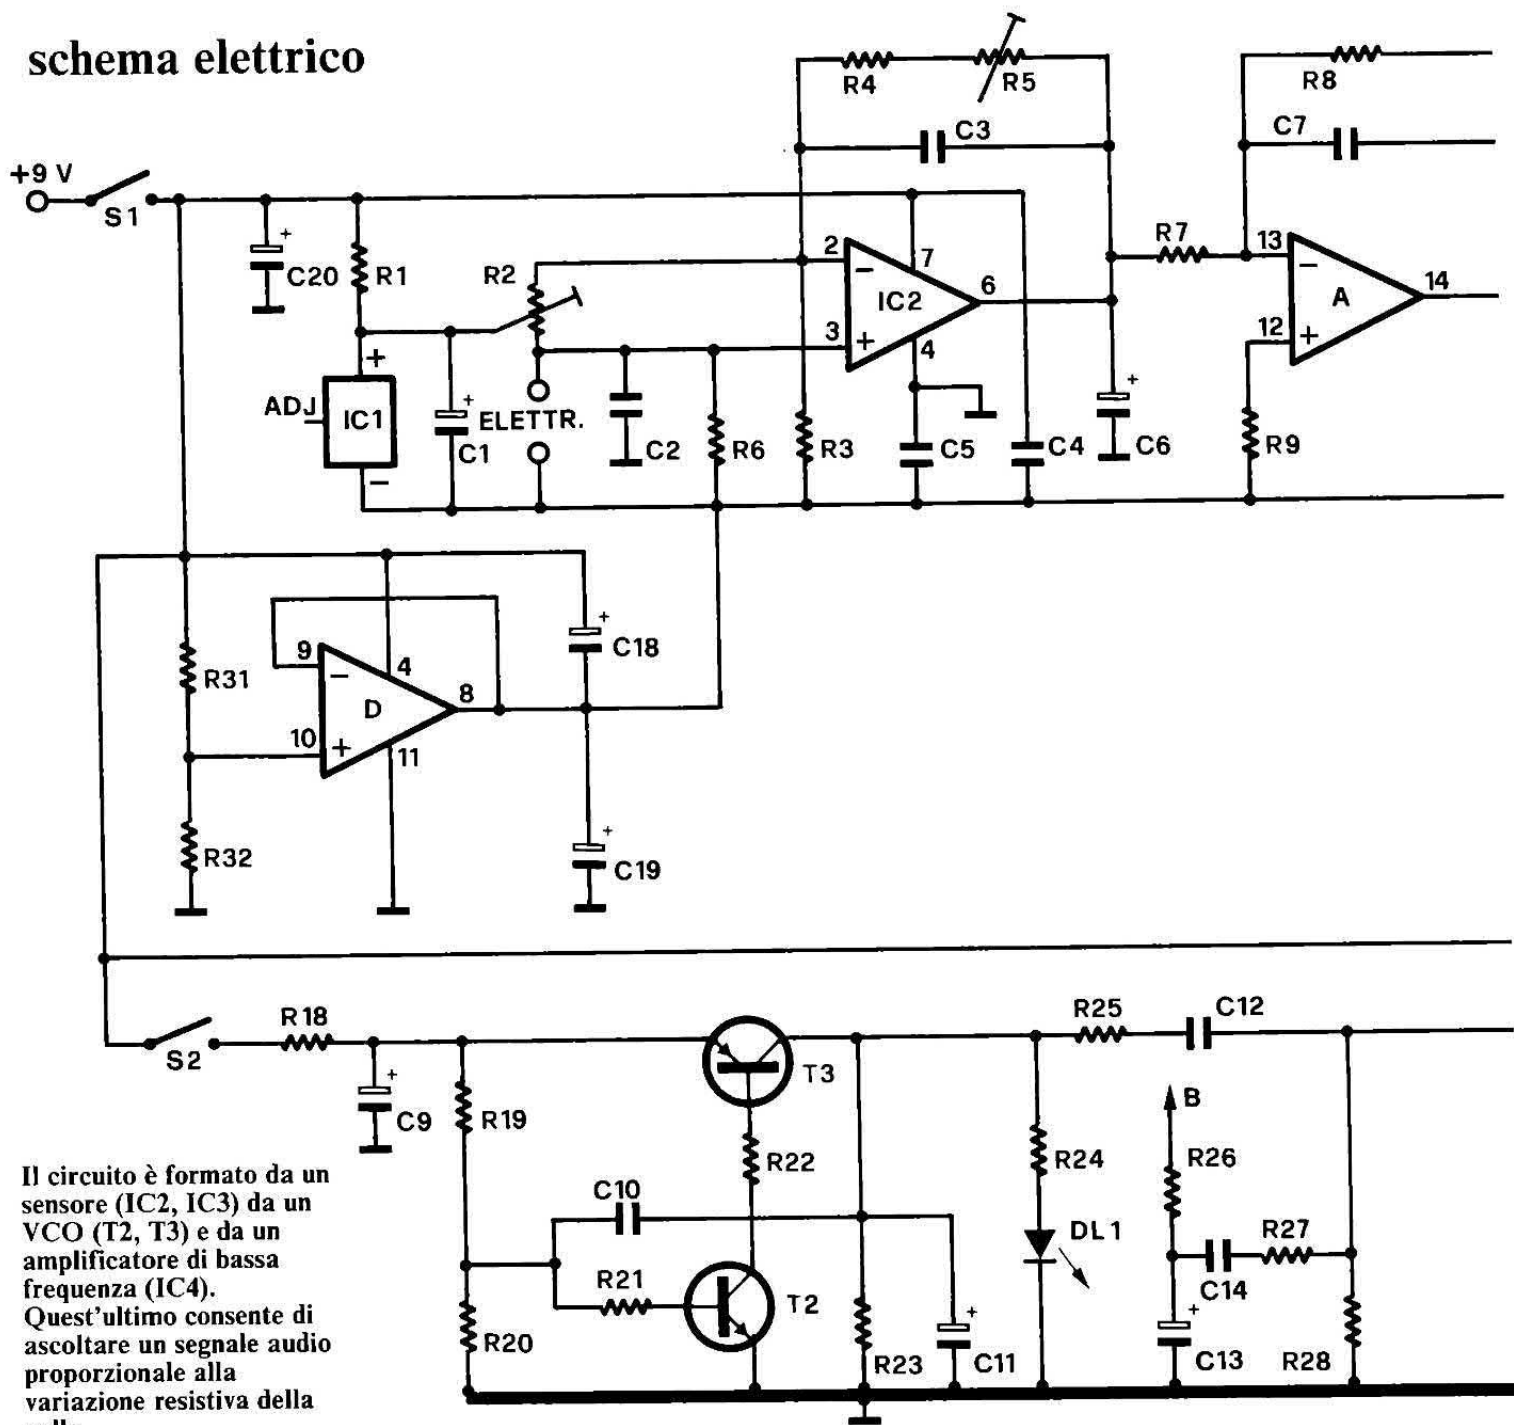 schema elettrico
R4
R5
R8
C3
C7
+9 V
S1
+
C20
R1
R2
2
−
7
IC2
6
R7
13
−
A
14
3
+
4
12
+
+
ADJ
IC1
−
+
C1
ELETTR.
C2
R6
R3
C5
C4
+
C6
R9
R31
9
−
4
D
8
10
+
11
+
C18
R32
+
C19
S2
R18
+
C9
R19
T3
R25
C12
B
R22
R24
R26
C10
R21
T2
DL1
R27
C14
R20
R23
+
C11
+
C13
R28
Il circuito è formato da un
sensore (IC2, IC3) da un
VCO (T2, T3) e da un
amplificatore di bassa
frequenza (IC4).
Quest'ultimo consente di
ascoltare un segnale audio
proporzionale alla
variazione resistiva della